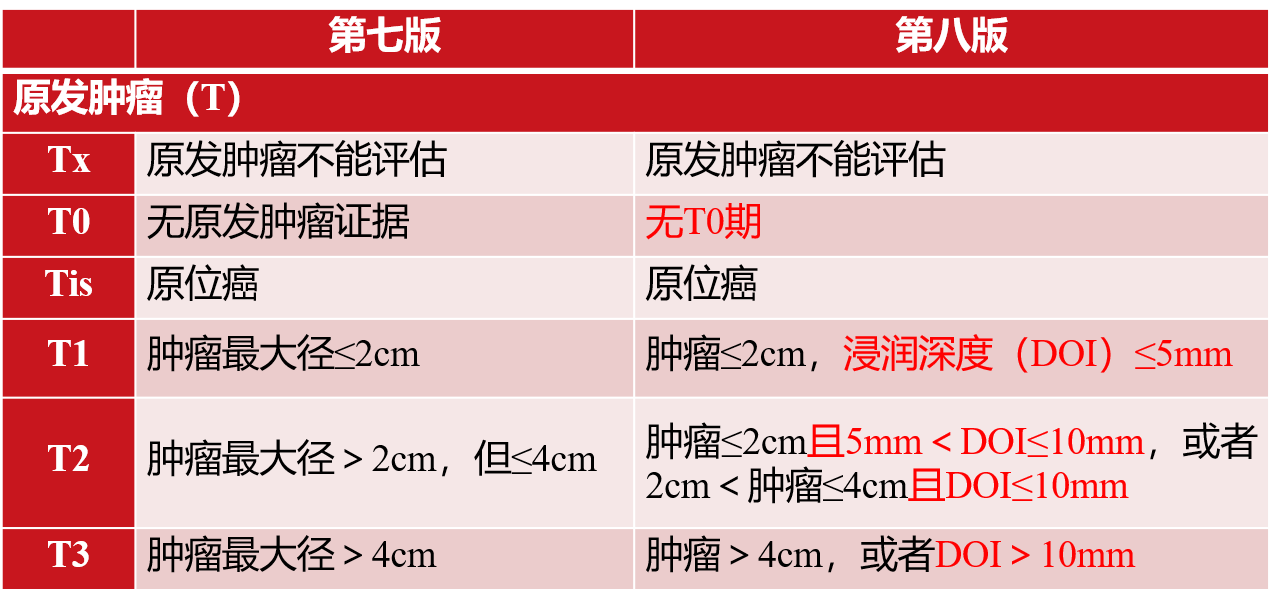 第七版 第八版
原发肿瘤（T）
Tx 原发肿瘤不能评估 原发肿瘤不能评估
T0 无原发肿瘤证据 无T0期
Tis 原位癌 原位癌
T1 肿瘤最大径≤2cm 肿瘤≤2cm，浸润深度（DOI）≤5mm
T2 肿瘤最大径＞2cm，但≤4cm 肿瘤≤2cm且5mm＜DOI≤10mm，或者
2cm＜肿瘤≤4cm且DOI≤10mm
T3 肿瘤最大径＞4cm 肿瘤＞4cm，或者DOI＞10mm